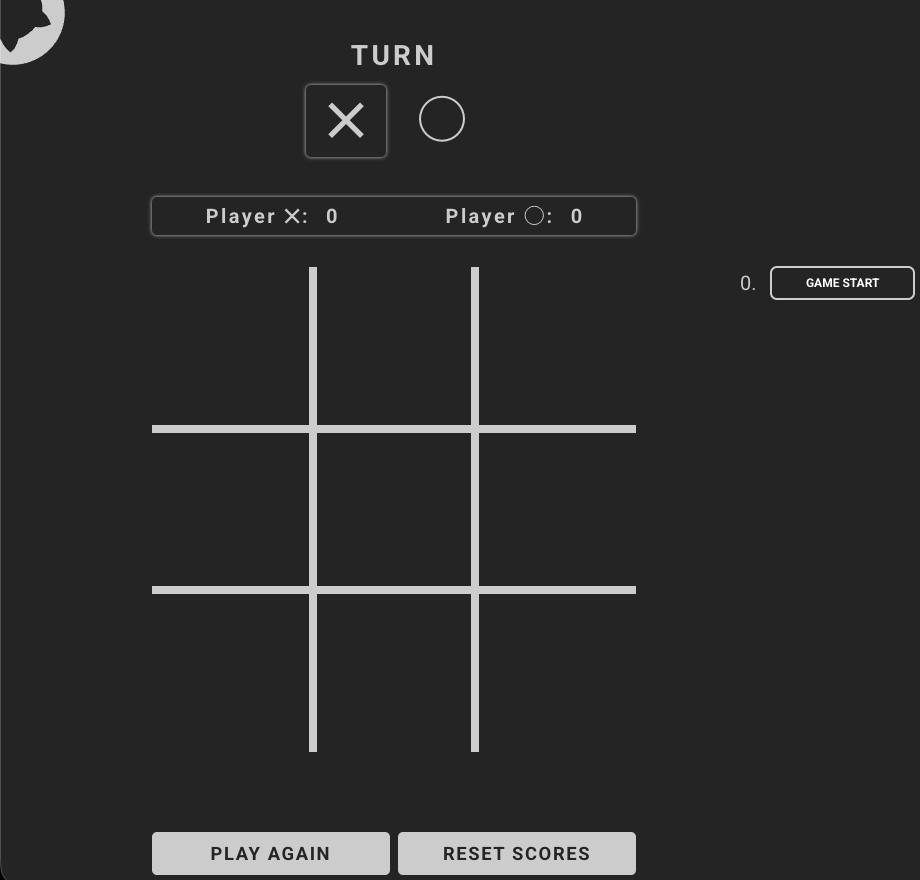 TURN
Player ×: 0 Player ○: 0
0. GAME START
PLAY AGAIN RESET SCORES